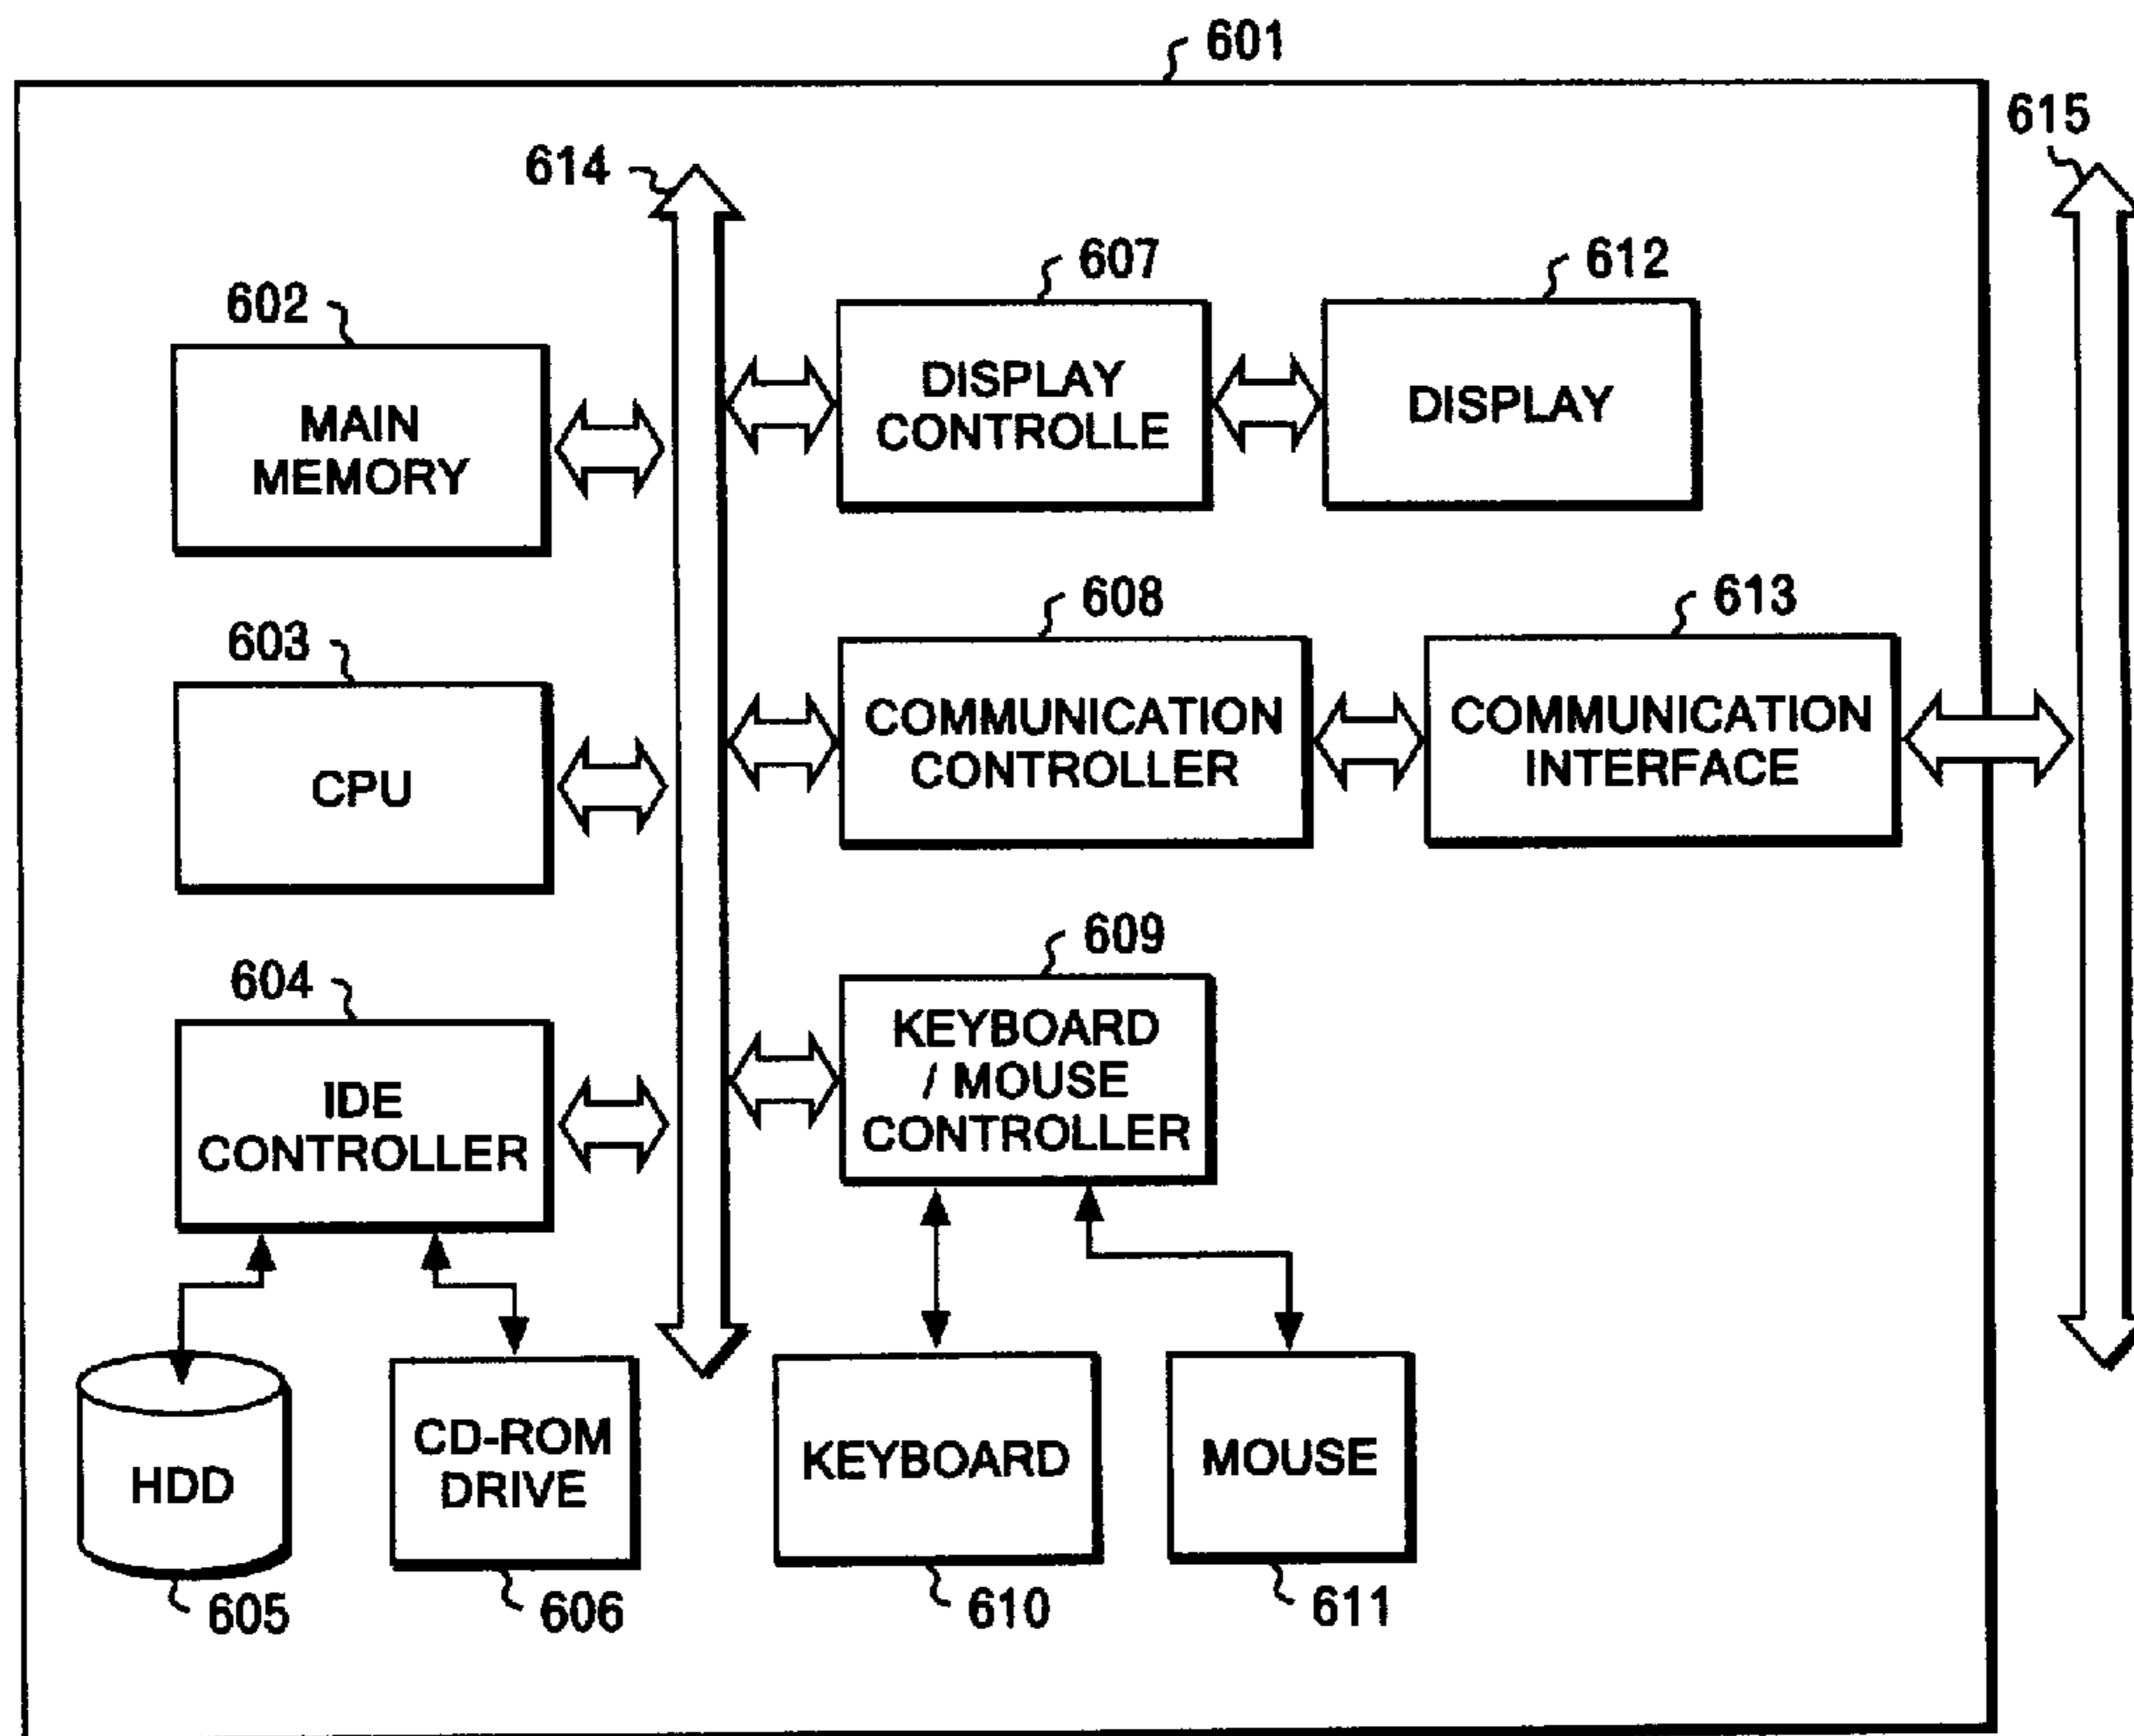 601
615
614
607
612
602
DISPLAY
CONTROLLE
DISPLAY
MAIN
MEMORY
608
613
603
COMMUNICATION
CONTROLLER
COMMUNICATION
INTERFACE
CPU
609
604
KEYBOARD
/ MOUSE
CONTROLLER
IDE
CONTROLLER
HDD
CD-ROM
DRIVE
KEYBOARD
MOUSE
605
606
610
611